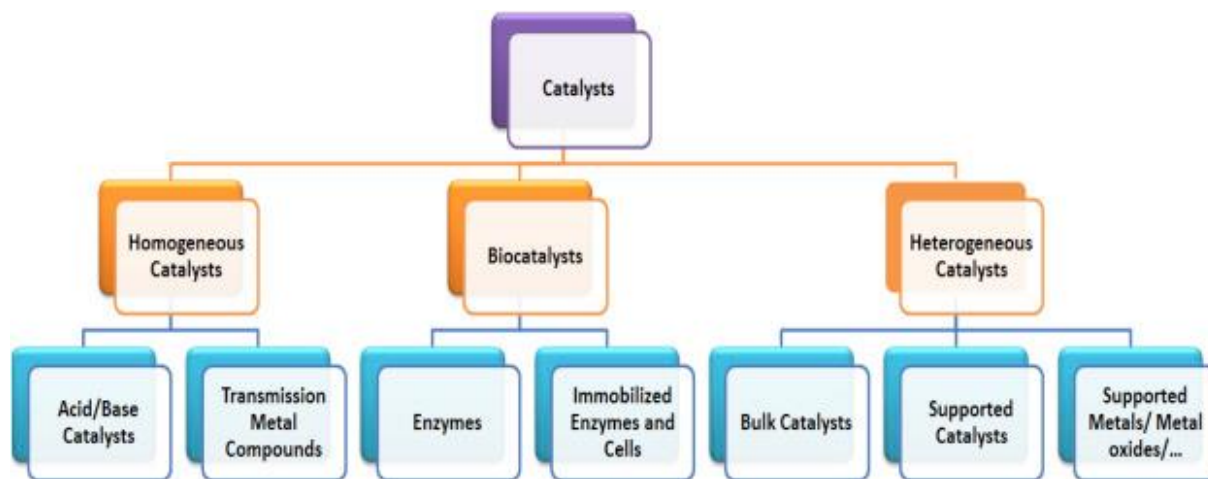 Catalysts
Homogeneous
Catalysts
Biocatalysts
Heterogeneous
Catalysts
Acid/Base
Catalysts
Transmission
Metal
Compounds
Enzymes
Immobilized
Enzymes and
Cells
Bulk Catalysts
Supported
Catalysts
Supported
Metals/ Metal
oxides/...